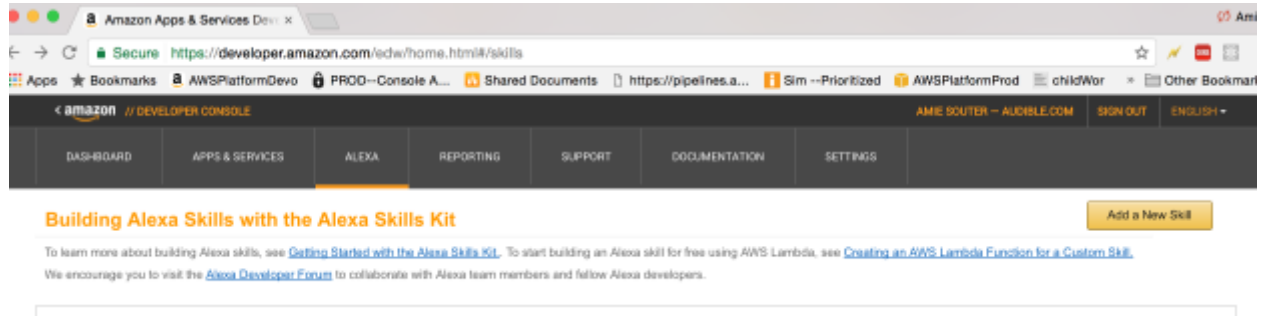 Amazon Apps & Services Dev
Ami
Secure https://developer.amazon.com/edw/home.html#/skills
Apps Bookmarks AWSPlatformDevo PROD--Console A... Shared Documents https://pipelines.a... Sim --Prioritized AWSPlatformProd childWor » Other Bookmark
< amazon // DEVELOPER CONSOLE AMIE SOUTER — AUDIBLE.COM SIGN OUT ENGLISH
DASHBOARD APPS & SERVICES ALEXA REPORTING SUPPORT DOCUMENTATION SETTINGS
Building Alexa Skills with the Alexa Skills Kit
Add a New Skill
To learn more about building Alexa skills, see Getting Started with the Alexa Skills Kit. To start building an Alexa skill for free using AWS Lambda, see Creating an AWS Lambda Function for a Custom Skill.
We encourage you to visit the Alexa Developer Forum to collaborate with Alexa team members and fellow Alexa developers.